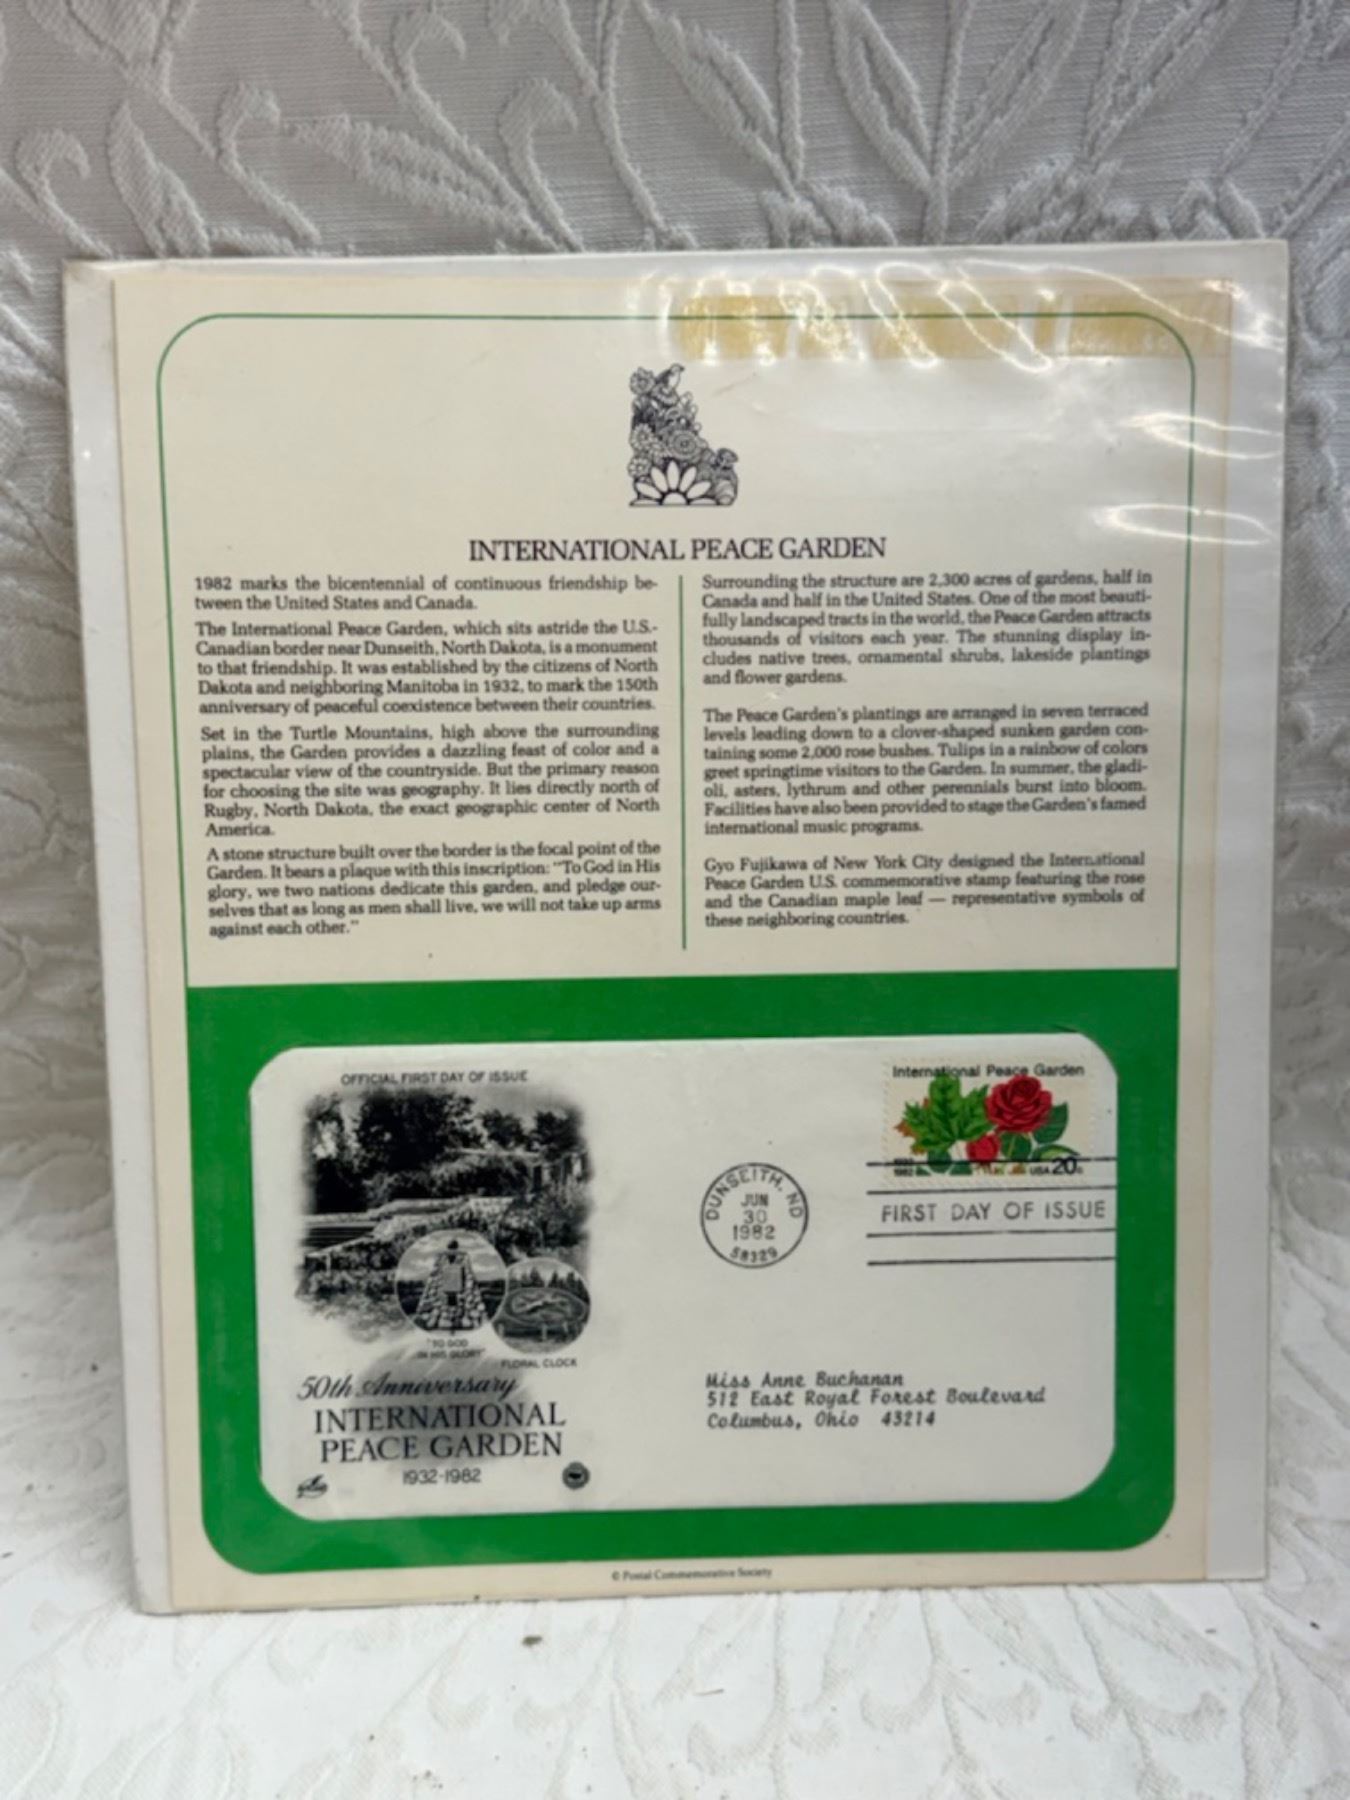 INTERNATIONAL PEACE GARDEN
1982 marks the bicentennial of continuous friendship be-
tween the United States and Canada.
The International Peace Garden, which sits astride the U.S.-
Canadian border near Dunseith, North Dakota, is a monument
to that friendship. It was established by the citizens of North
Dakota and neighboring Manitoba in 1932, to mark the 150th
anniversary of peaceful coexistence between their countries.
Set in the Turtle Mountains, high above the surrounding
plains, the Garden provides a dazzling feast of color and a
spectacular view of the countryside. But the primary reason
for choosing the site was geography. It lies directly north of
Rugby, North Dakota, the exact geographic center of North
America.
A stone structure built over the border is the focal point of the
Garden. It bears a plaque with this inscription: "To God in His
glory, we two nations dedicate this garden, and pledge our-
selves that as long as men shall live, we will not take up arms
against each other."
Surrounding the structure are 2,300 acres of gardens, half in
Canada and half in the United States. One of the most beauti-
fully landscaped tracts in the world, the Peace Garden attracts
thousands of visitors each year. The stunning display in-
cludes native trees, ornamental shrubs, lakeside plantings
and flower gardens.
The Peace Garden's plantings are arranged in seven terraced
levels leading down to a clover-shaped sunken garden con-
taining some 2,000 rose bushes. Tulips in a rainbow of colors
greet springtime visitors to the Garden. In summer, the gladi-
oli, asters, lythrum and other perennials burst into bloom.
Facilities have also been provided to stage the Garden's famed
international music programs.
Gyo Fujikawa of New York City designed the International
Peace Garden U.S. commemorative stamp featuring the rose
and the Canadian maple leaf — representative symbols of
these neighboring countries.
OFFICIAL FIRST DAY OF ISSUE
"TO GOD
IN HIS GLORY"
FLORAL CLOCK
50th Anniversary
INTERNATIONAL
PEACE GARDEN
1932-1982
International Peace Garden
1982
USA 20c
DUNSEITH, ND
JUN
30
1982
58329
FIRST DAY OF ISSUE
Miss Anne Buchanan
512 East Royal Forest Boulevard
Columbus, Ohio 43214
© Postal Commemorative Society